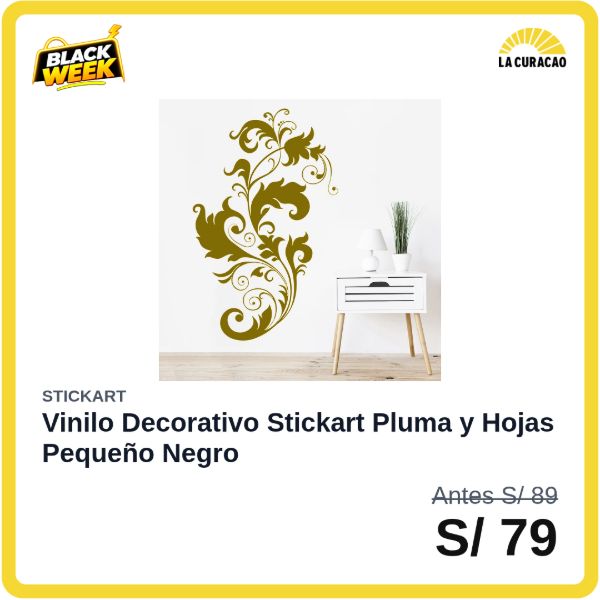 BLACK
WEEK
LA CURACAO
STICKART
Vinilo Decorativo Stickart Pluma y Hojas
Pequeño Negro
Antes S/ 89
S/ 79